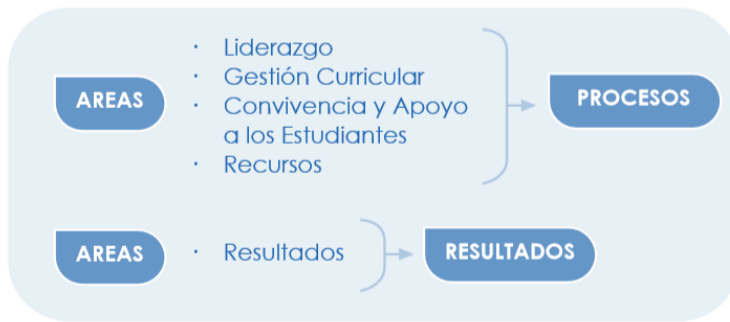 · Liderazgo
· Gestión Curricular
AREAS
· Convivencia y Apoyo
a los Estudiantes
· Recursos
PROCESOS
AREAS
· Resultados
RESULTADOS